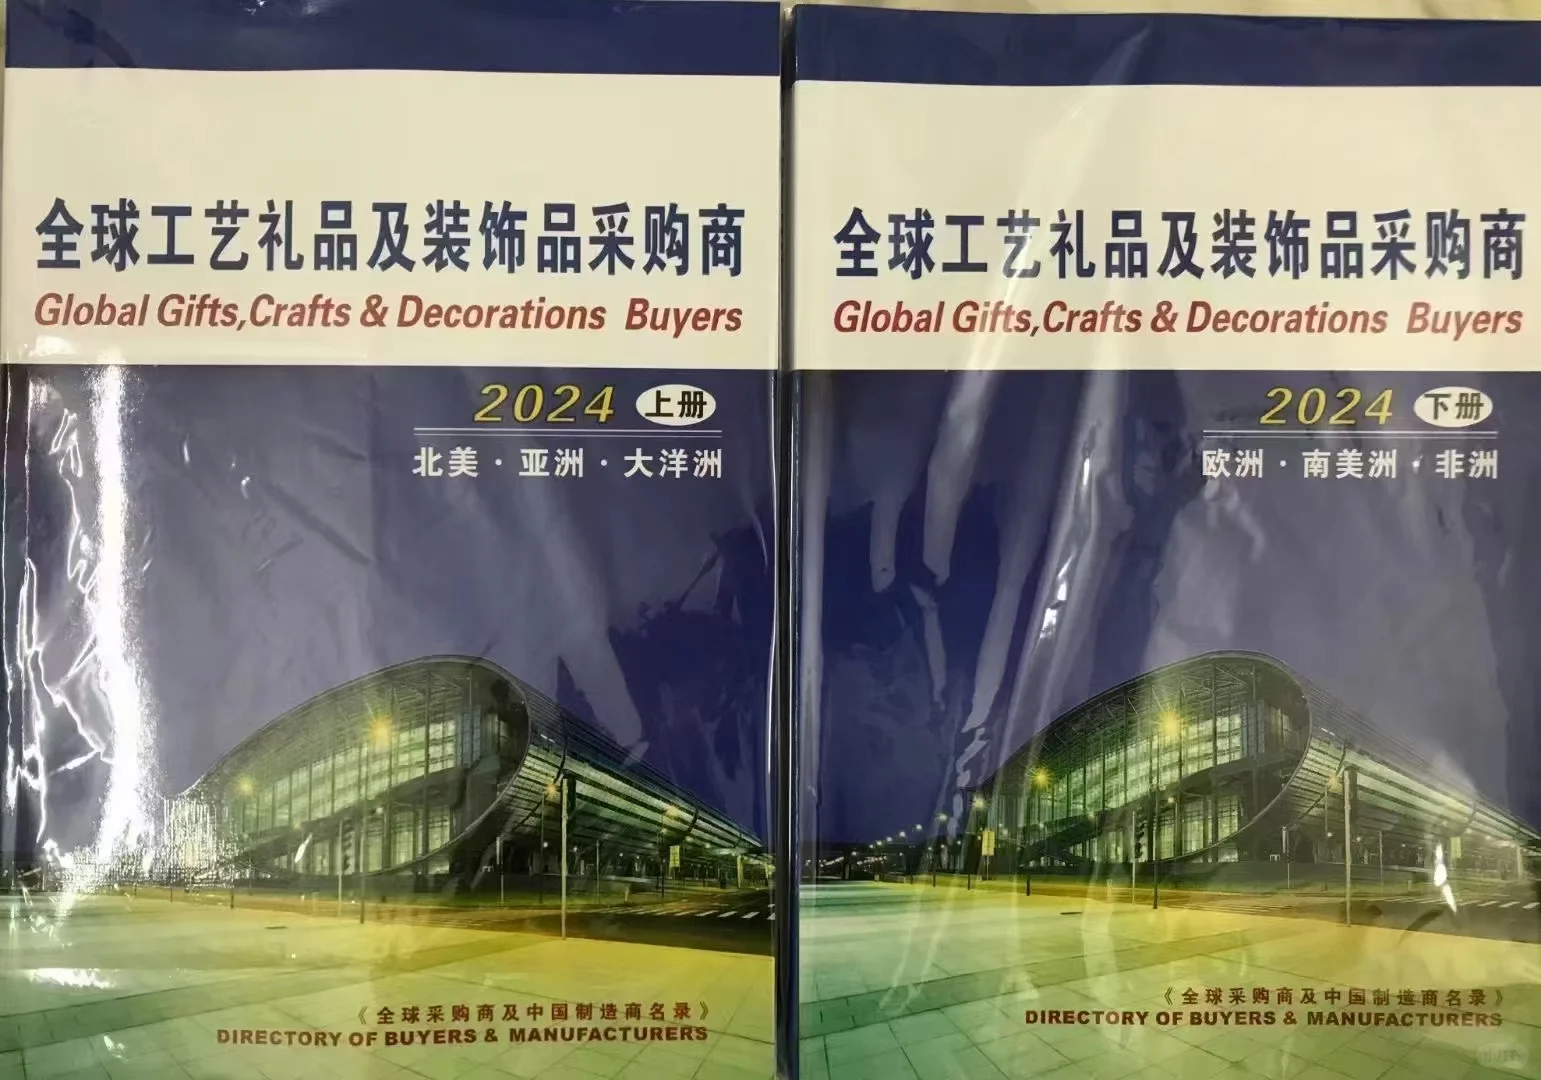 全球工艺礼品及装饰品采购商
Global Gifts,Crafts & Decorations Buyers
2024 上册
北美·亚洲·大洋洲
《全球采购商及中国制造商名录》
DIRECTORY OF BUYERS & MANUFACTURERS
全球工艺礼品及装饰品采购商
Global Gifts,Crafts & Decorations Buyers
2024 下册
欧洲·南美洲·非洲
《全球采购商及中国制造商名录》
DIRECTORY OF BUYERS & MANUFACTURERS